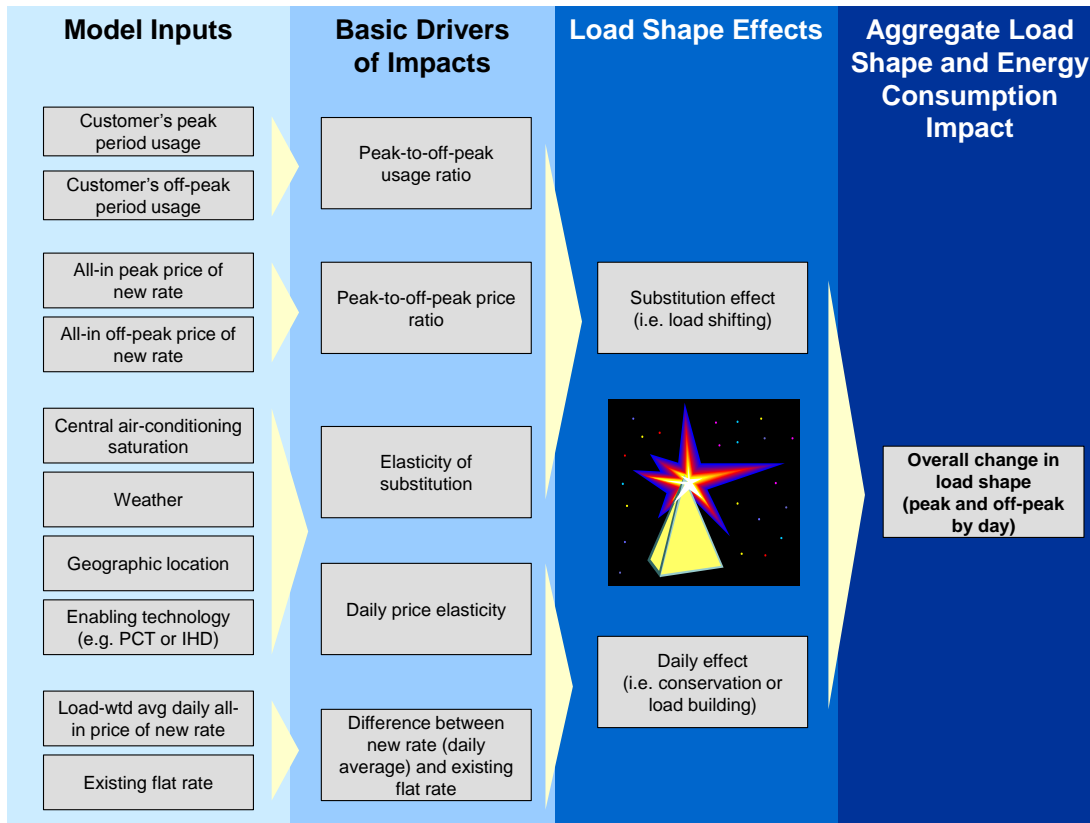 Model Inputs
Customer's peak
period usage
Customer's off-peak
period usage
All-in peak price of
new rate
All-in off-peak price of
new rate
Central air-conditioning
saturation
Weather
Geographic location
Enabling technology
(e.g. PCT or IHD)
Load-wtd avg daily all-
in price of new rate
Existing flat rate
Basic Drivers
of Impacts
Peak-to-off-peak
usage ratio
Peak-to-off-peak price
ratio
Elasticity of
substitution
Daily price elasticity
Difference between
new rate (daily
average) and existing
flat rate
Load Shape Effects
Substitution effect
(i.e. load shifting)
Daily effect
(i.e. conservation or
load building)
Aggregate Load
Shape and Energy
Consumption
Impact
Overall change in
load shape
(peak and off-peak
by day)